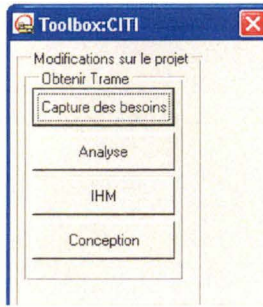 Toolbox:CITI
Modifications sur le projet
Obtenir Trame
Capture des besoins
Analyse
IHM
Conception